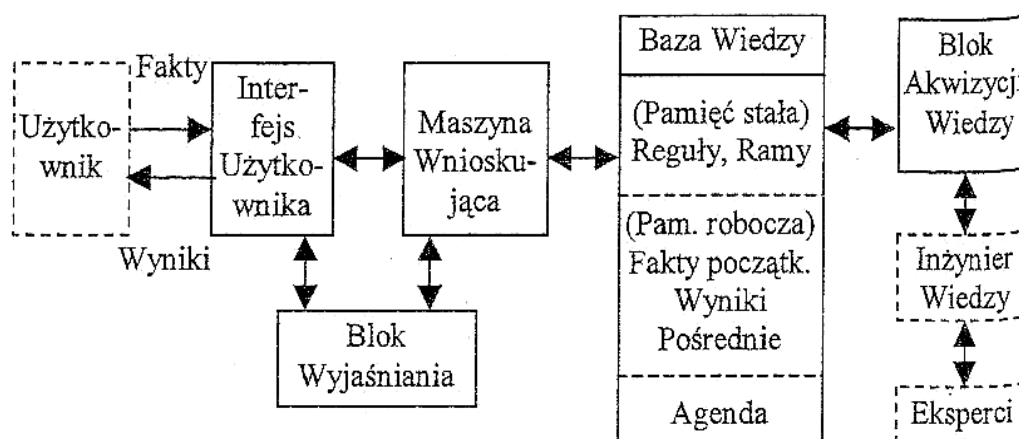 Fakty
Użytko-
wnik
Wyniki
Inter-
fejs
Użytko-
wnika
Maszyna
Wniosku-
jąca
Blok
Wyjaśniania
Baza Wiedzy
(Pamięć stała)
Reguły, Ramy
(Pam. robocza)
Fakty początk.
Wyniki
Pośrednie
Agenda
Blok
Akwizycji
Wiedzy
Inżynier
Wiedzy
Eksperci